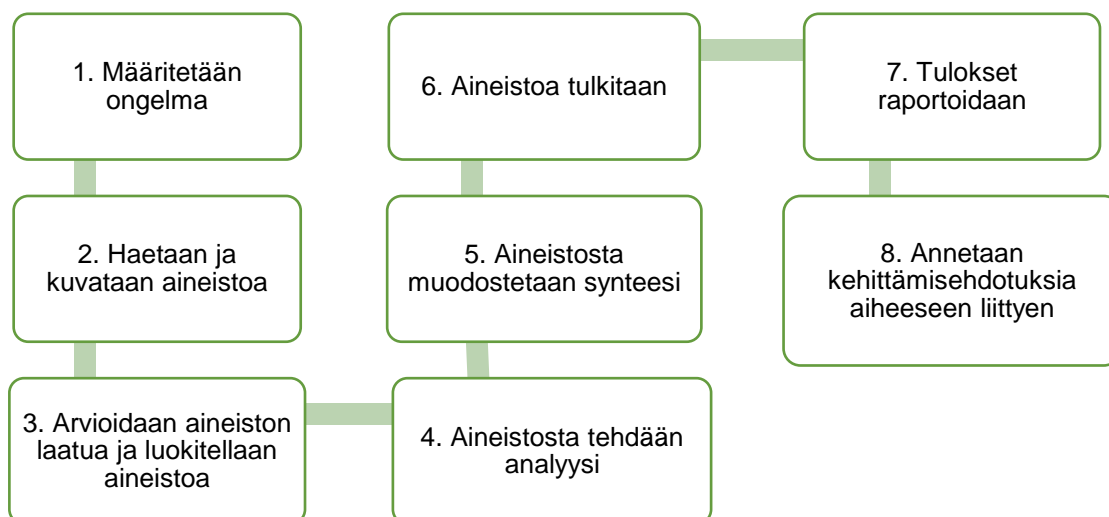 1. Määritetään
ongelma
2. Haetaan ja
kuvataan aineistoa
3. Arvioidaan aineiston
laatua ja luokitellaan
aineistoa
4. Aineistosta tehdään
analyysi
5. Aineistosta
muodostetaan synteesi
6. Aineistoa tulkitaan
7. Tulokset
raportoidaan
8. Annetaan
kehittämisehdotuksia
aiheeseen liittyen